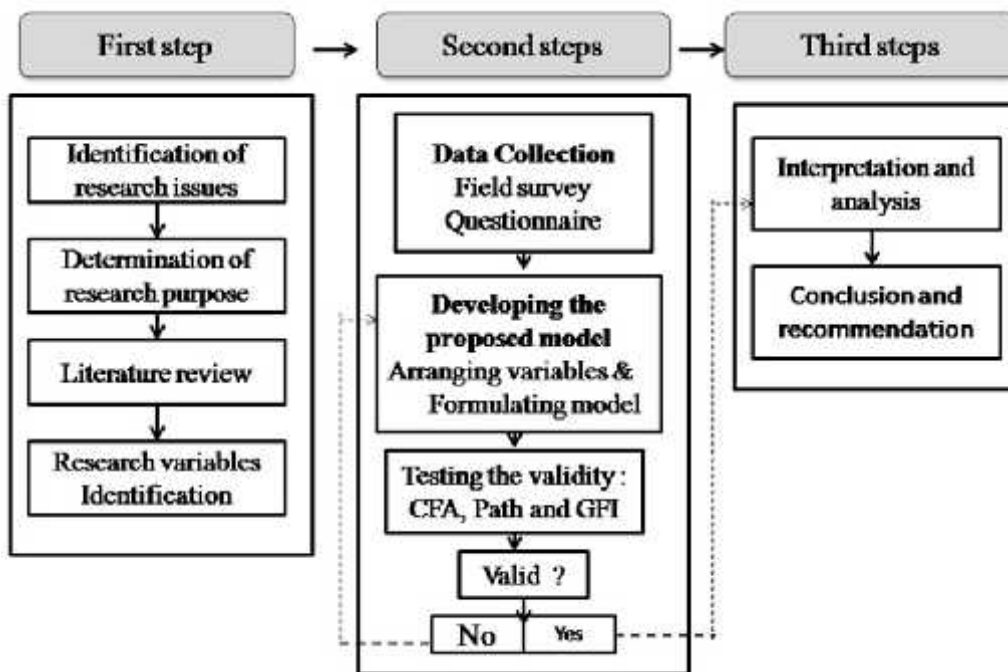 First step
Second steps
Third steps
Identification of
research issues
Determination of
research purpose
Literature review
Research variables
Identification
Data Collection
Field survey
Questionnaire
Developing the
proposed model
Arranging variables &
Formulating model
Testing the validity :
CFA, Path and GFI
Valid ?
No
Yes
Interpretation and
analysis
Conclusion and
recommendation